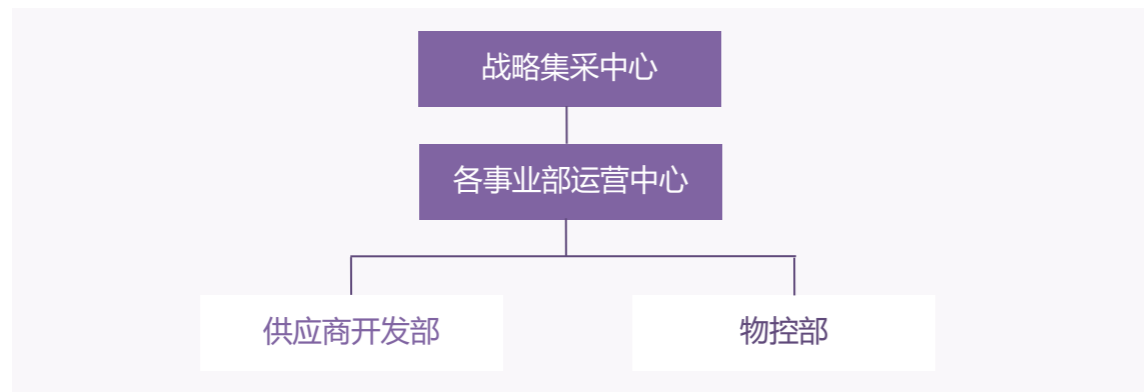 战略集采中心
各事业部运营中心
供应商开发部
物控部